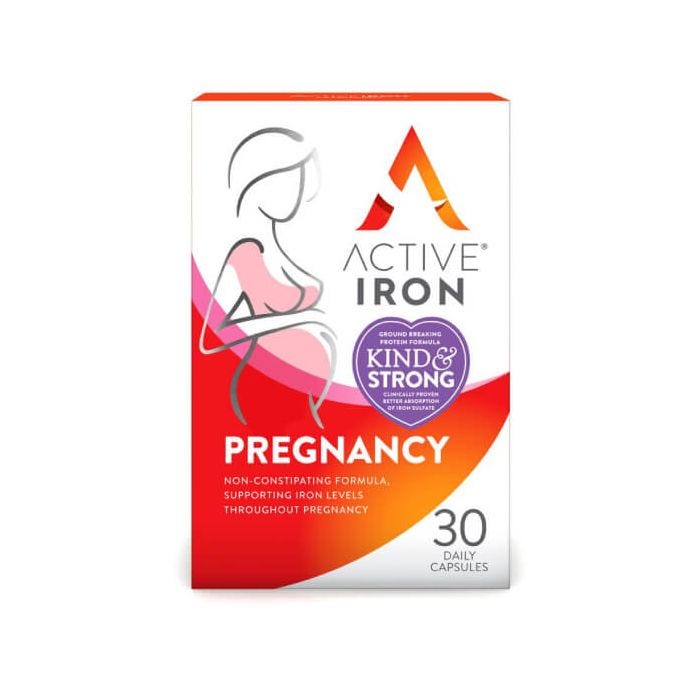 ACTIVE®
IRON
GROUND BREAKING
PROTEIN FORMULA
KIND &
STRONG
CLINICALLY PROVEN
BETTER ABSORPTION
OF IRON SULFATE
PREGNANCY
NON-CONSTIPATING FORMULA,
SUPPORTING IRON LEVELS
THROUGHOUT PREGNANCY
30
DAILY
CAPSULES